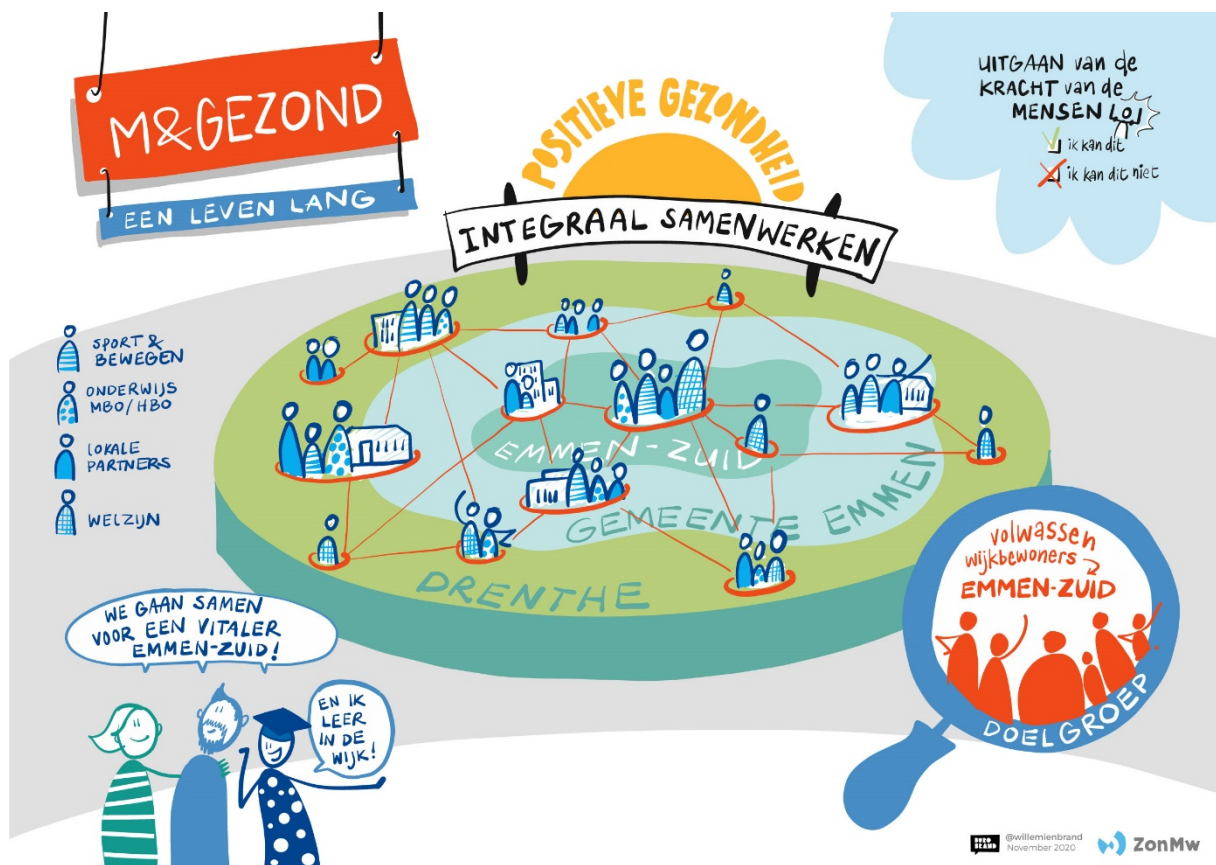 M&GEZOND
EEN LEVEN LANG
POSITIEVE GEZONDHEID
INTEGRAAL SAMENWERKEN
UITGAAN van de
KRACHT van de
MENSEN
ik kan dit
ik kan dit niet
SPORT &
BEWEGEN
ONDERWIJS
MBO/HBO
LOKALE
PARTNERS
WELZIJN
EMMEN-ZUID
GEMEENTE EMMEN
DRENTHE
WE GAAN SAMEN
VOOR EEN VITALER
EMMEN-ZUID!
EN IK
LEER
IN DE
WIJK!
volwassen
wijkbewoners
EMMEN-ZUID
DOELGROEP
BURO
BRAND
@willemienbrand
November 2020
ZonMw